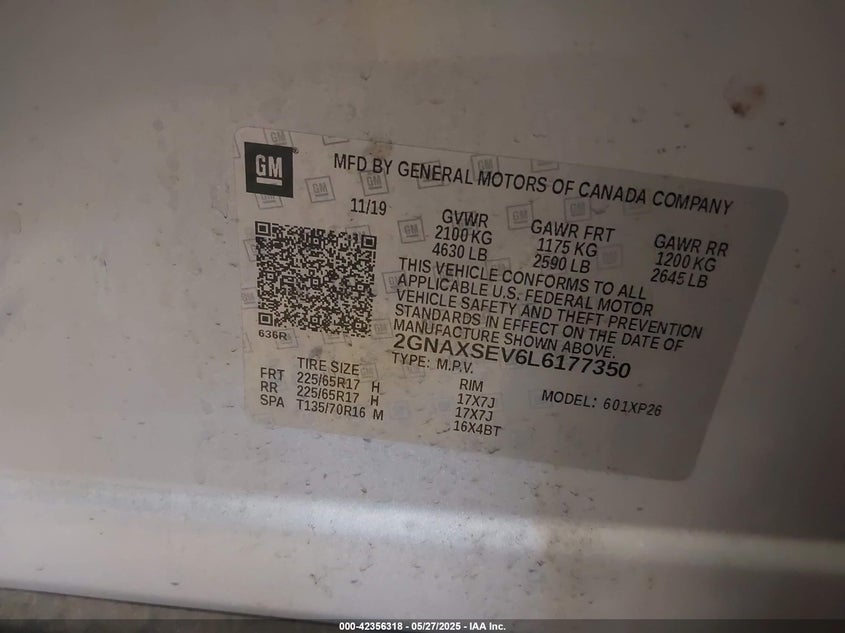 GM
MFD BY GENERAL MOTORS OF CANADA COMPANY
11/19
GVWR
2100 KG
4630 LB
GAWR FRT
1175 KG
2590 LB
GAWR RR
1200 KG
2645 LB
THIS VEHICLE CONFORMS TO ALL
APPLICABLE U.S. FEDERAL MOTOR
VEHICLE SAFETY AND THEFT PREVENTION
STANDARDS IN EFFECT ON THE DATE OF
MANUFACTURE SHOWN ABOVE.
2GNAXSEV6L6177350
TYPE: M.P.V.
636R
TIRE SIZE RIM
FRT 225/65R17 H 17X7J
RR 225/65R17 H 17X7J
SPA T135/70R16 M 16X4BT
MODEL: 601XP26
000-42356318 - 05/27/2025 - IAA Inc.